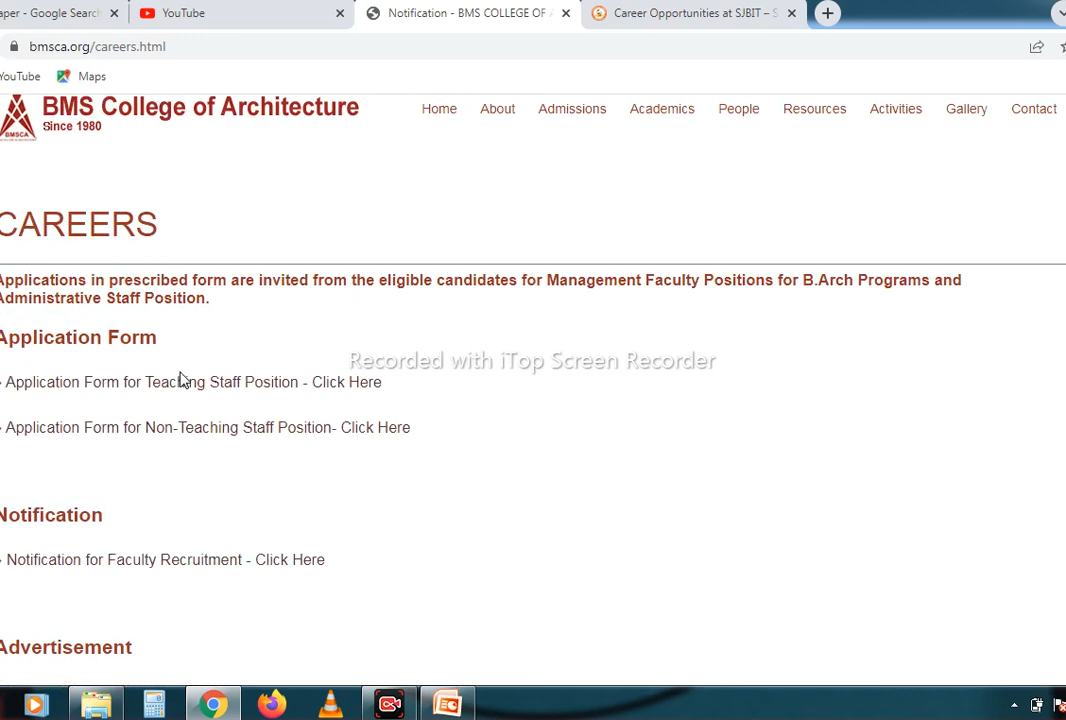 aper - Google Search
YouTube
Notification - BMS COLLEGE OF A
Career Opportunities at SJBIT – S
bmsca.org/careers.html
YouTube
Maps
BMS College of Architecture
Since 1980
BMSCA
Home About Admissions Academics People Resources Activities Gallery Contact
CAREERS
Applications in prescribed form are invited from the eligible candidates for Management Faculty Positions for B.Arch Programs and
Administrative Staff Position.
Application Form
Recorded with iTop Screen Recorder
› Application Form for Teaching Staff Position - Click Here
› Application Form for Non-Teaching Staff Position- Click Here
Notification
› Notification for Faculty Recruitment - Click Here
Advertisement